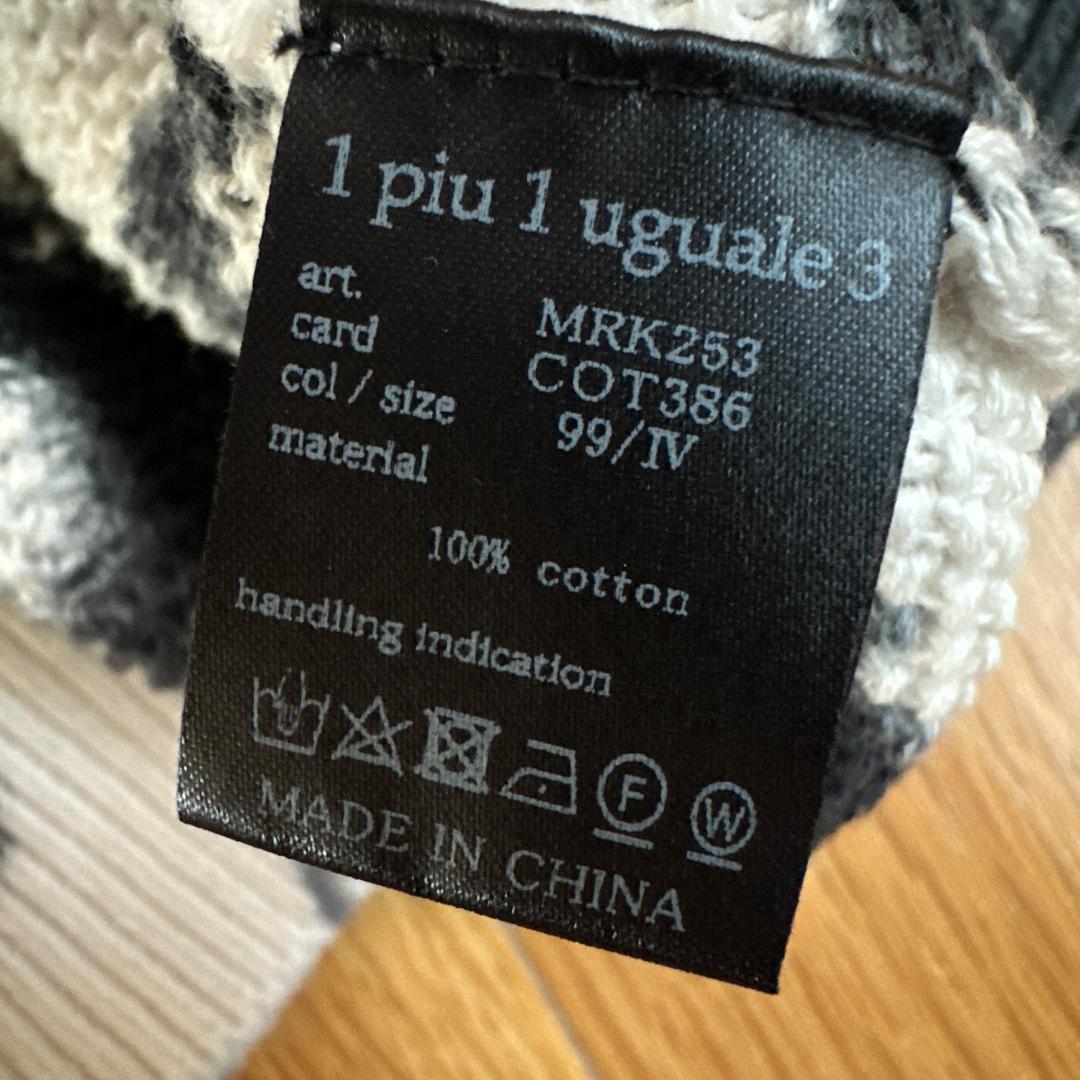 1 piu 1 uguale 3
art. MRK253
card COT386
col / size 99/IV
material
100% cotton
handling indication
F W
MADE IN CHINA